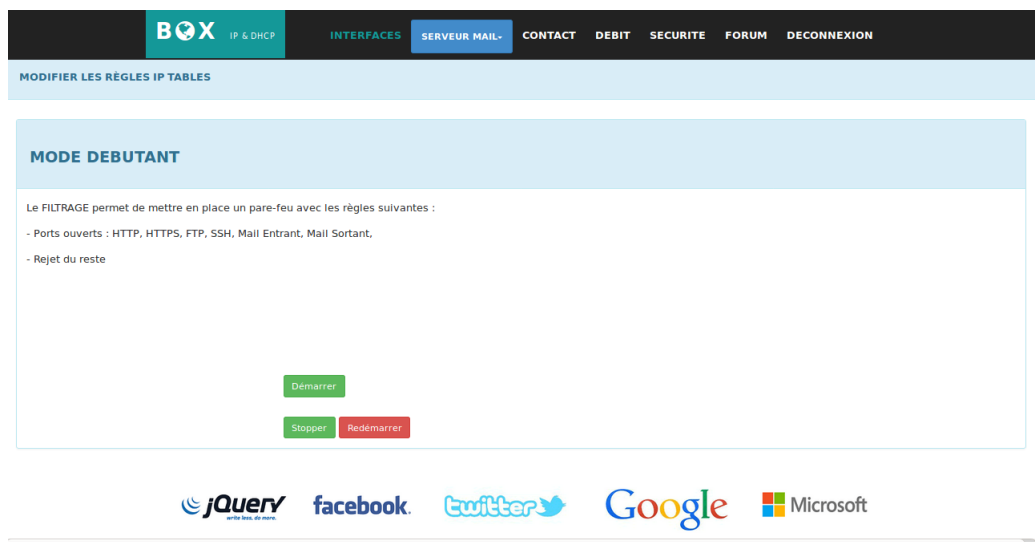 BOX IP & DHCP INTERFACES SERVEUR MAIL CONTACT DEBIT SECURITE FORUM DECONNEXION
MODIFIER LES RÈGLES IP TABLES
MODE DEBUTANT
Le FILTRAGE permet de mettre en place un pare-feu avec les règles suivantes :
- Ports ouverts : HTTP, HTTPS, FTP, SSH, Mail Entrant, Mail Sortant,
- Rejet du reste
Démarrer
Stopper Redémarrer
jQuery facebook. twitter Google Microsoft
write less, do more.